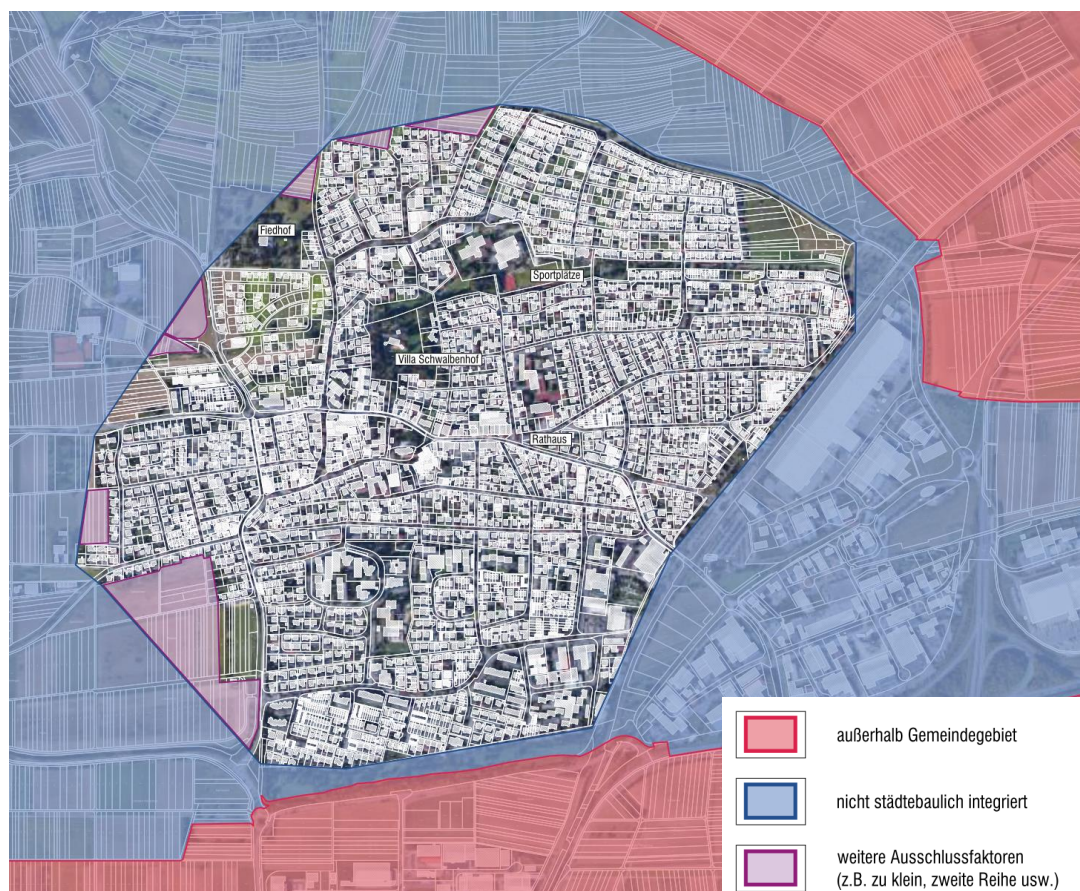 Fiedhof
Sportplätze
Villa Schwalbenhof
Rathaus
außerhalb Gemeindegebiet
nicht städtebaulich integriert
weitere Ausschlussfaktoren
(z.B. zu klein, zweite Reihe usw.)